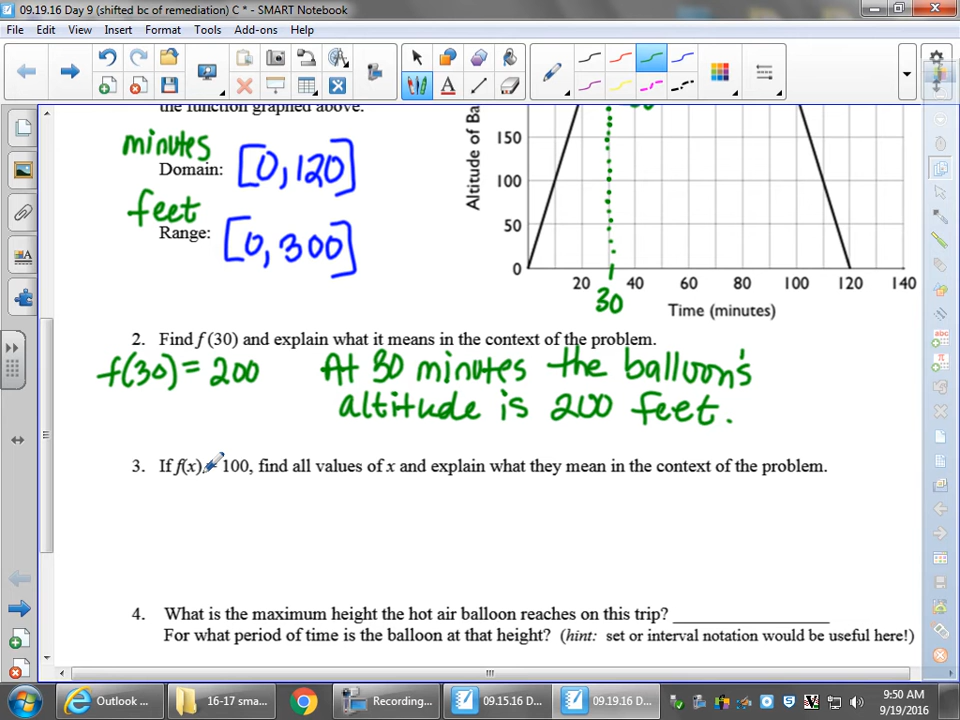 09.19.16 Day 9 (shifted bc of remediation) C * - SMART Notebook
File Edit View Insert Format Tools Add-ons Help
the function graphed above.
minutes
Domain: [0,120]
feet
Range: [0,300]
Altitude of Ba
150
100
50
0
20 40 60 80 100 120 140
30
Time (minutes)
2. Find f (30) and explain what it means in the context of the problem.
f(30) = 200 At 30 minutes the balloon's
altitude is 200 feet.
3. If f(x) 100, find all values of x and explain what they mean in the context of the problem.
4. What is the maximum height the hot air balloon reaches on this trip?
For what period of time is the balloon at that height? (hint: set or interval notation would be useful here!)
Outlook ... 16-17 sma... Recording... 09.15.16 D... 09.19.16 D...
9:50 AM
9/19/2016